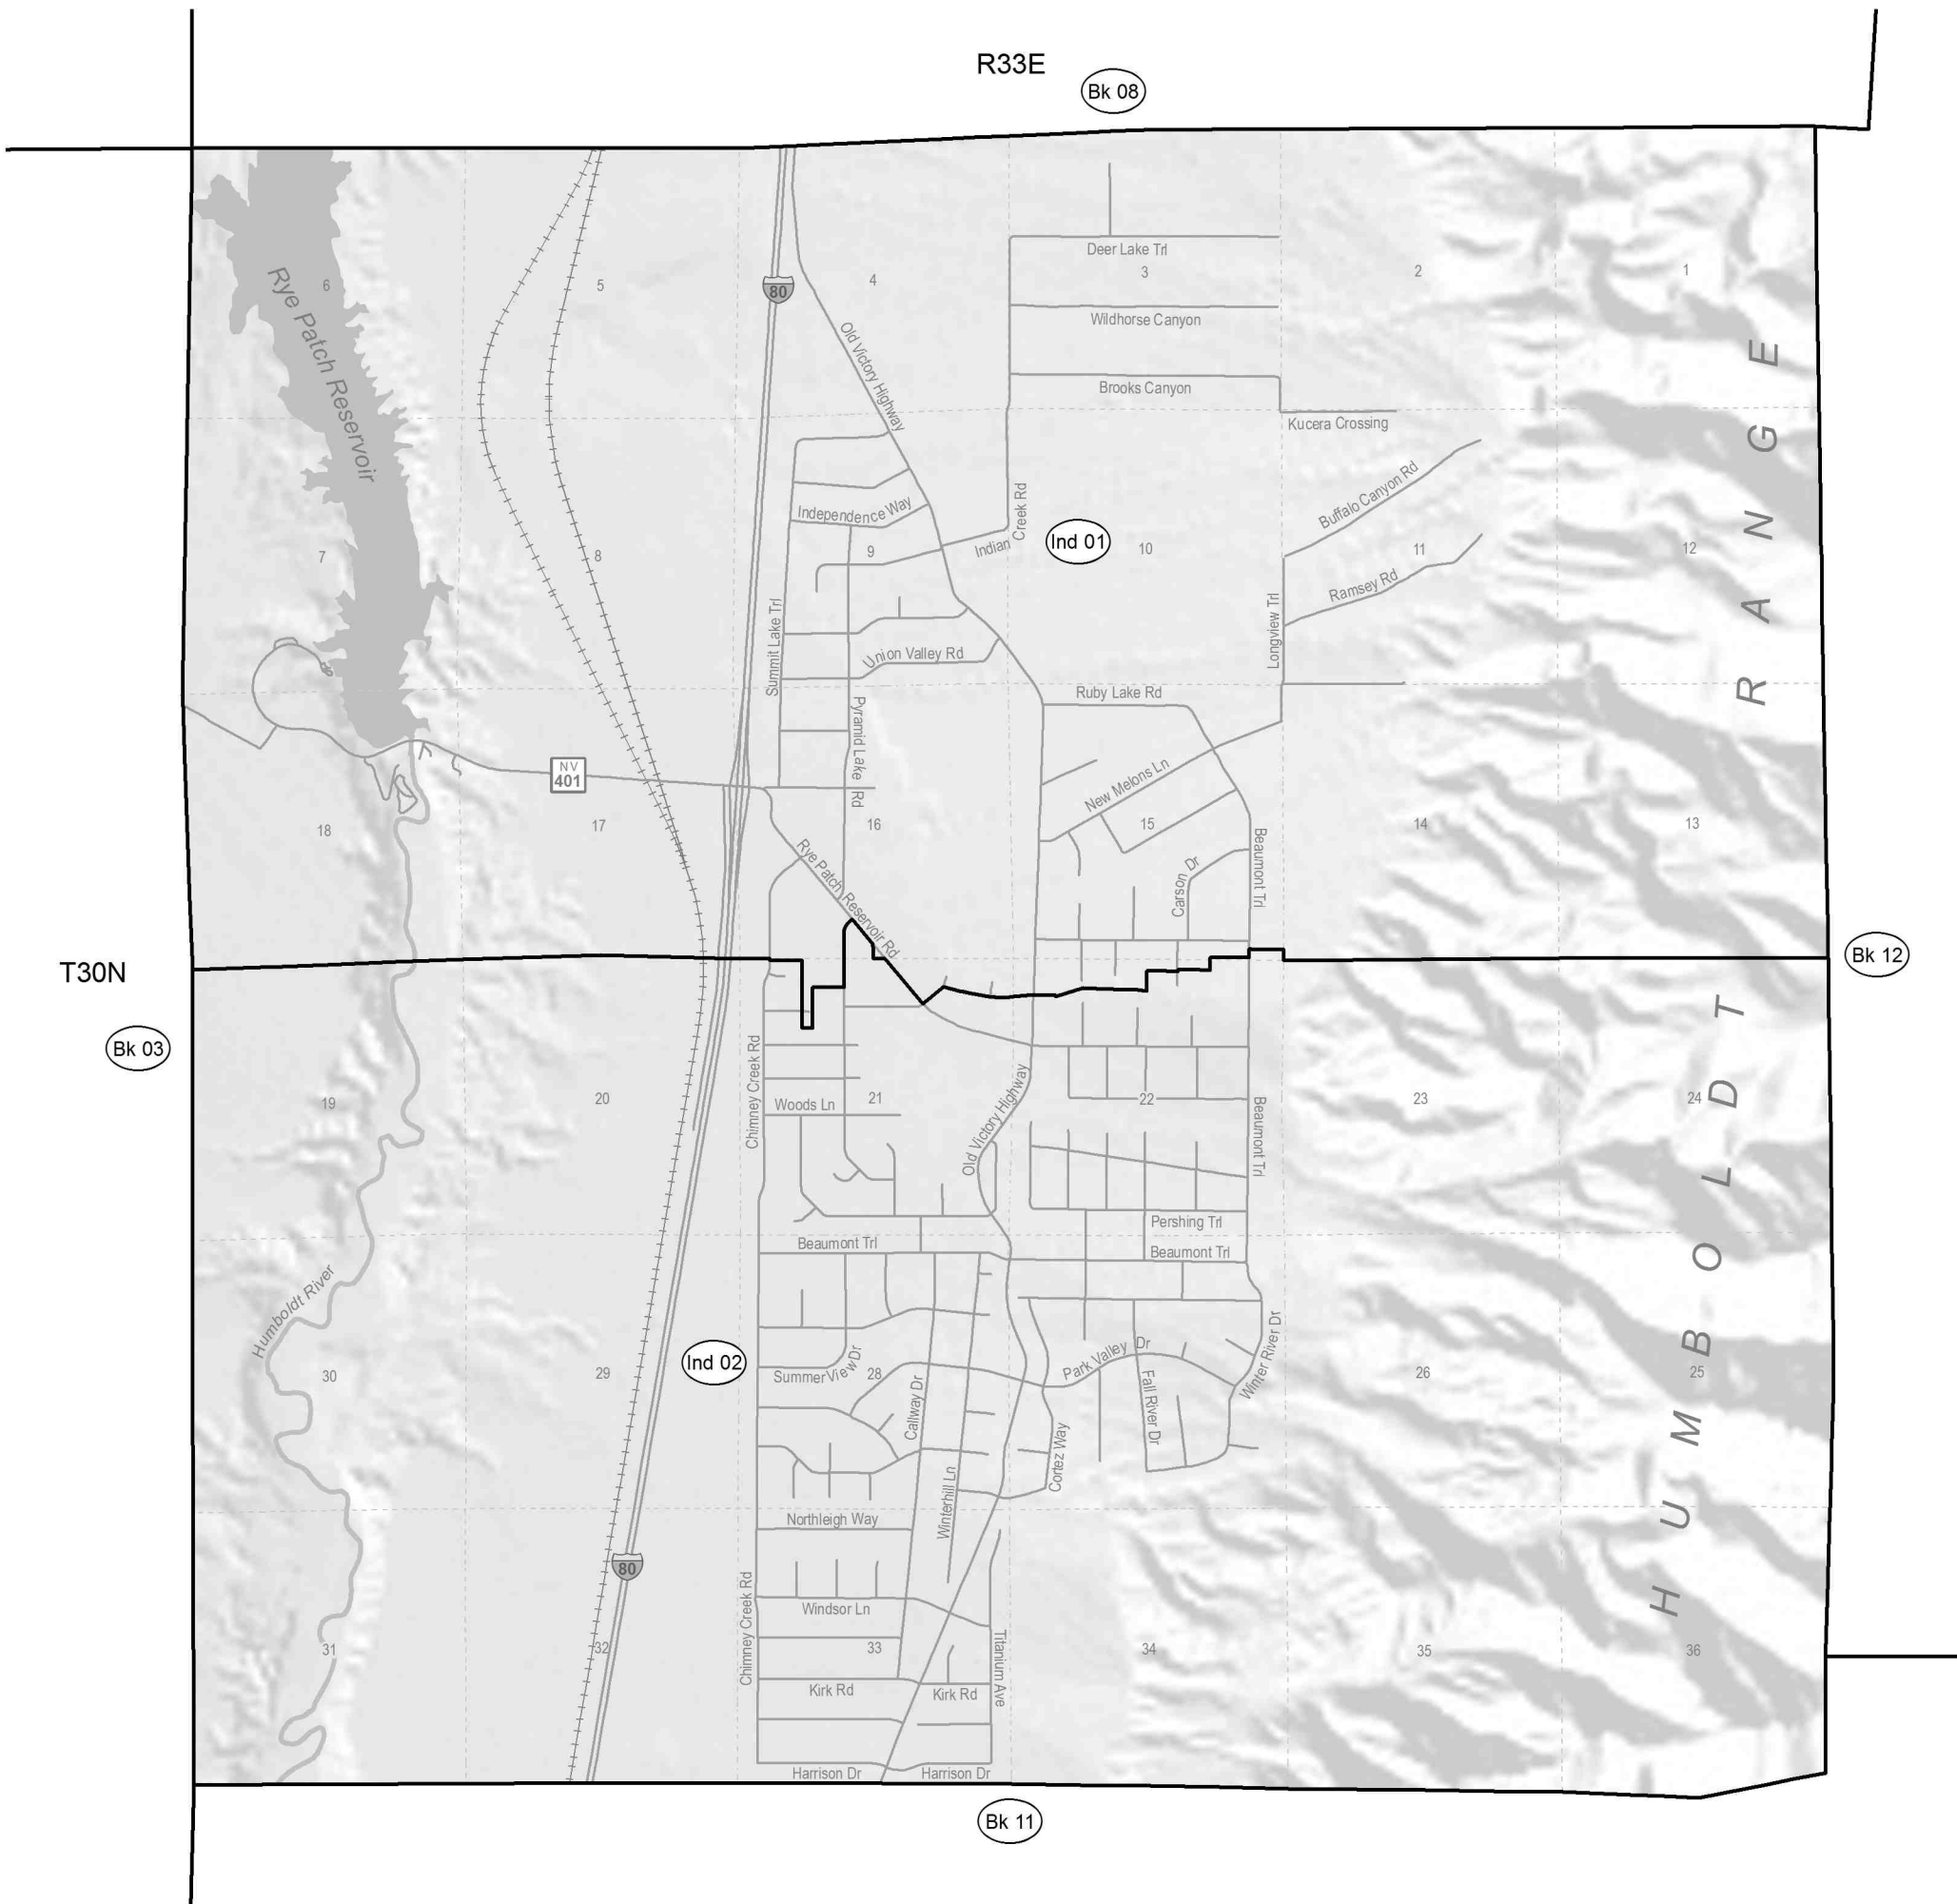 R33E
Bk 08
Rye Patch Reservoir
6
5
80
4
Deer Lake Trl
3
2
1
Wildhorse Canyon
Old Victory Highway
Brooks Canyon
Kucera Crossing
Buffalo Canyon Rd
Independence Way
Indian Creek Rd
Ind 01
7
8
9
10
11
12
Ramsey Rd
Summit Lake Trl
Longview Trl
Union Valley Rd
Ruby Lake Rd
Pyramid Lake Rd
NV
401
New Melons Ln
18
17
16
15
14
13
Rye Patch Reservoir Rd
Carson Dr
Beaumont Trl
T30N
Bk 12
Bk 03
Chimney Creek Rd
19
20
Woods Ln
21
Old Victory Highway
22
Beaumont Trl
23
24
Pershing Trl
Beaumont Trl
Beaumont Trl
Humboldt River
Ind 02
30
29
Summer View Dr
28
Callway Dr
Park Valley Dr
Fall River Dr
Winter River Dr
26
25
Cortez Way
Winterhill Ln
Northleigh Way
80
Chimney Creek Rd
Windsor Ln
31
32
33
Titanium Ave
34
35
36
Kirk Rd
Kirk Rd
Harrison Dr
Harrison Dr
HUMBOLDT RANGE
Bk 11